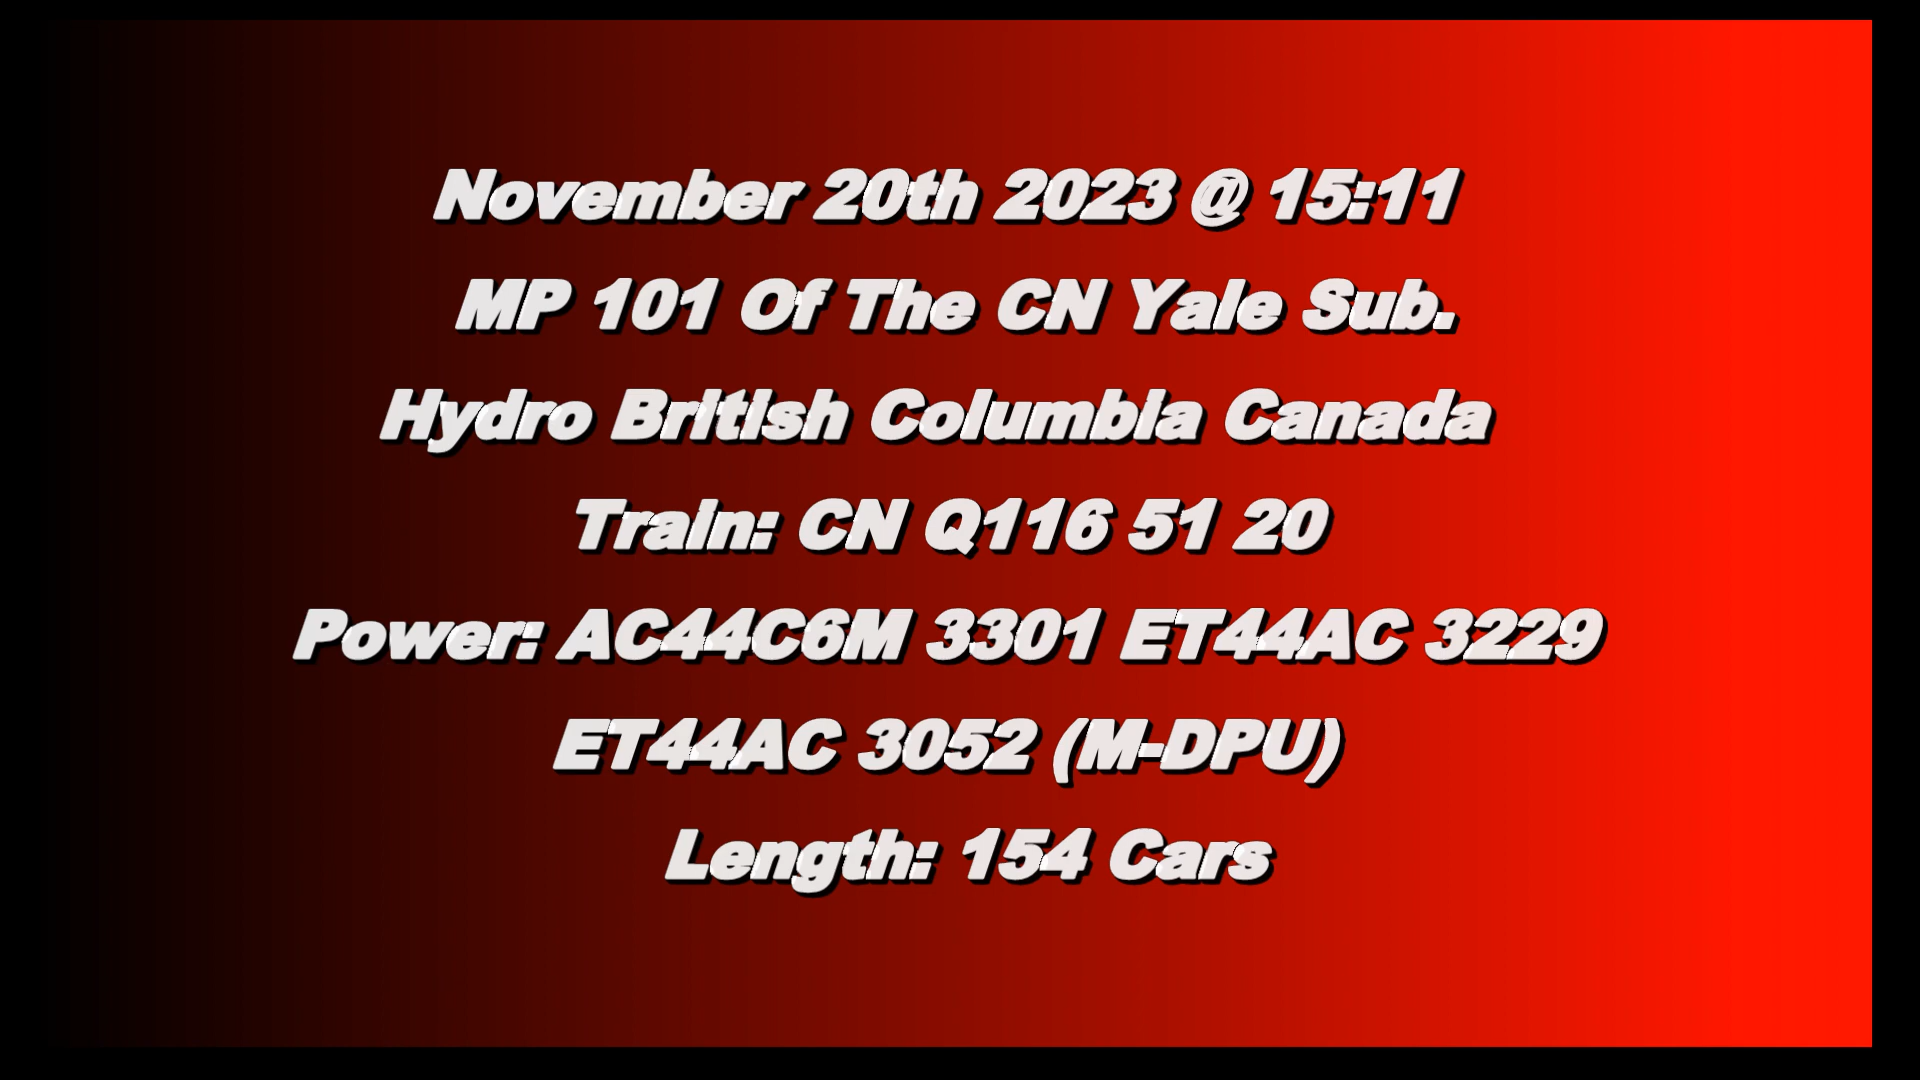 November 20th 2023 @ 15:11
MP 101 Of The CN Yale Sub.
Hydro British Columbia Canada
Train: CN Q116 51 20
Power: AC44C6M 3301 ET44AC 3229
ET44AC 3052 (M-DPU)
Length: 154 Cars